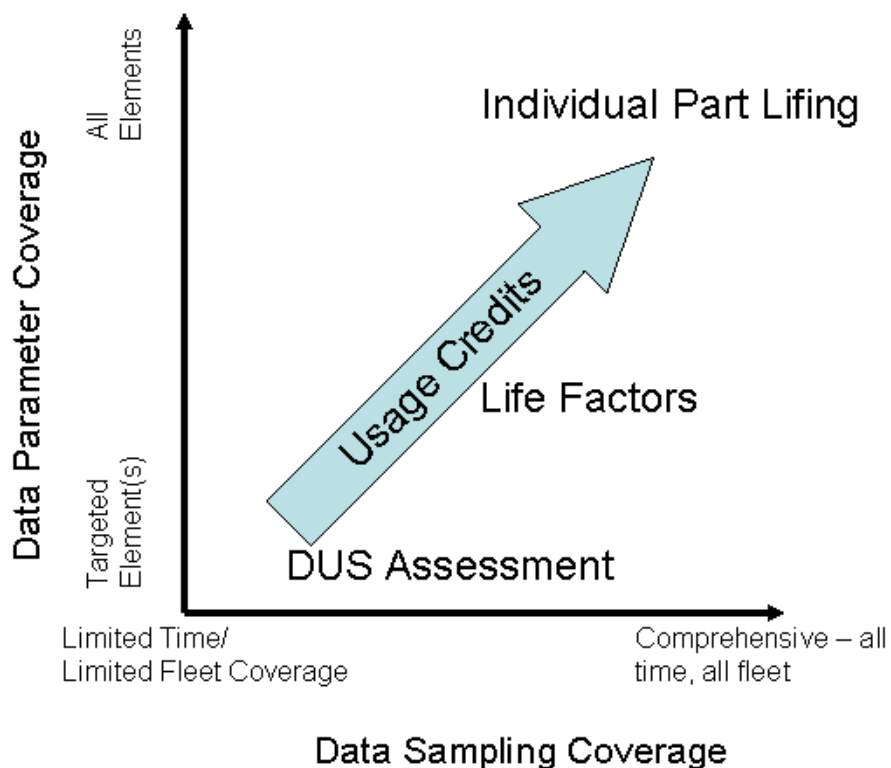 All
Elements
Individual Part Lifing
Data Parameter Coverage
Usage Credits
Life Factors
Targeted
Element(s)
DUS Assessment
Limited Time/
Limited Fleet Coverage
Comprehensive – all
time, all fleet
Data Sampling Coverage